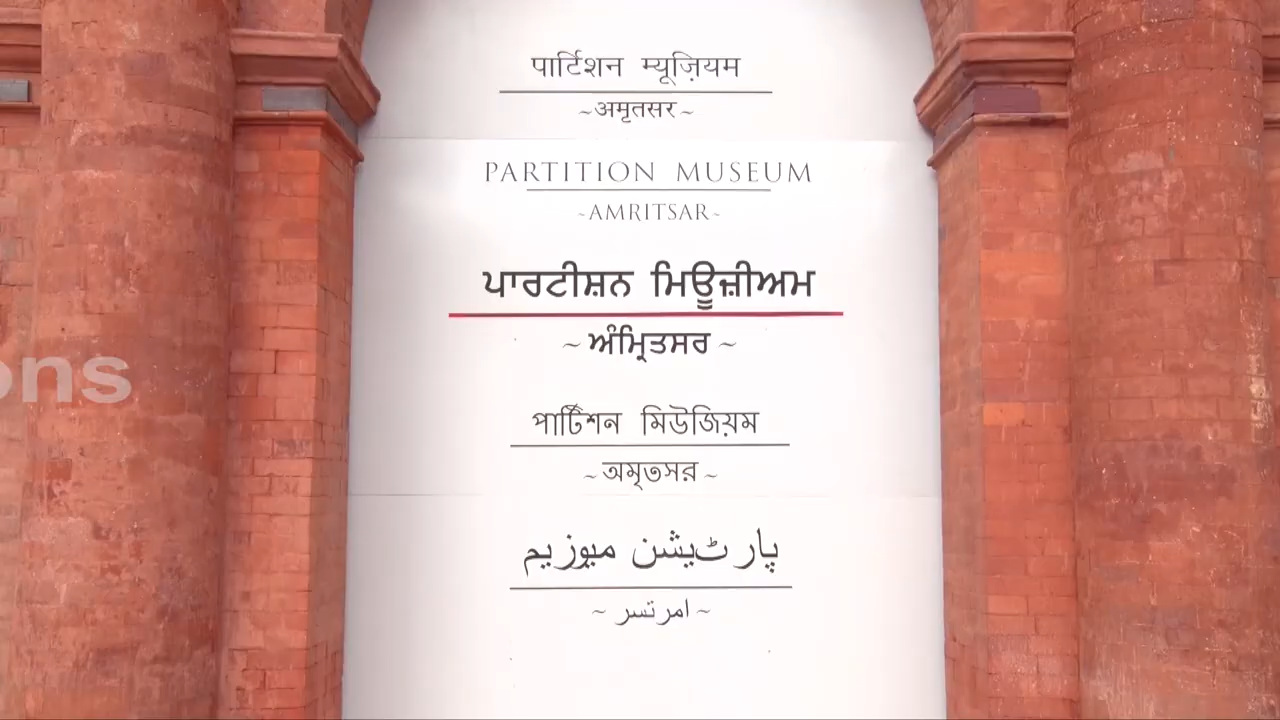 पार्टिशन म्यूज़ियम
~अमृतसर~
PARTITION MUSEUM
~AMRITSAR~
ਪਾਰਟੀਸ਼ਨ ਮਿਊਜ਼ੀਅਮ
~ ਅੰਮ੍ਰਿਤਸਰ ~
ons
পার্টিশন মিউজিয়ম
~অমৃতসর~
پارٹیشن میوزیم
~ امرتسر ~